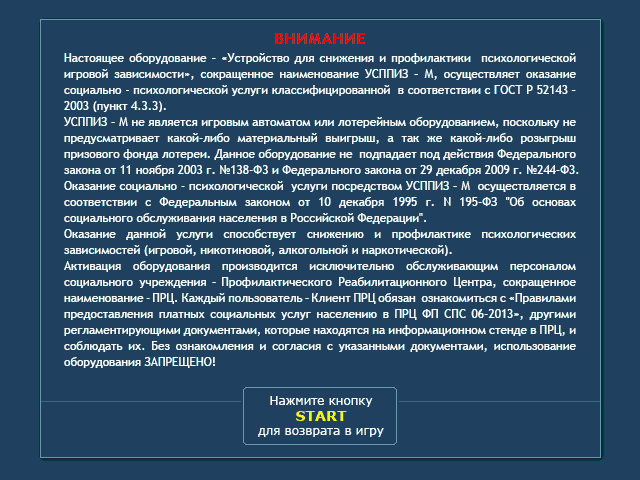 ВНИМАНИЕ
Настоящее оборудование – «Устройство для снижения и профилактики психологической
игровой зависимости», сокращенное наименование УСППИЗ – М, осуществляет оказание
социально - психологической услуги классифицированной в соответствии с ГОСТ Р 52143 –
2003 (пункт 4.3.3).
УСППИЗ – М не является игровым автоматом или лотерейным оборудованием, поскольку не
предусматривает какой-либо материальный выигрыш, а так же какой-либо розыгрыш
призового фонда лотереи. Данное оборудование не подпадает под действия Федерального
закона от 11 ноября 2003 г. №138-ФЗ и Федерального закона от 29 декабря 2009 г. №244-ФЗ.
Оказание социально - психологической услуги посредством УСППИЗ – М осуществляется в
соответствии с Федеральным законом от 10 декабря 1995 г. N 195-ФЗ "Об основах
социального обслуживания населения в Российской Федерации".
Оказание данной услуги способствует снижению и профилактике психологических
зависимостей (игровой, никотиновой, алкогольной и наркотической).
Активация оборудования производится исключительно обслуживающим персоналом
социального учреждения – Профилактического Реабилитационного Центра, сокращенное
наименование - ПРЦ. Каждый пользователь - Клиент ПРЦ обязан ознакомиться с «Правилами
предоставления платных социальных услуг населению в ПРЦ ФП СПС 06-2013», другими
регламентирующими документами, которые находятся на информационном стенде в ПРЦ, и
соблюдать их. Без ознакомления и согласия с указанными документами, использование
оборудования ЗАПРЕЩЕНО!
Нажмите кнопку
START
для возврата в игру